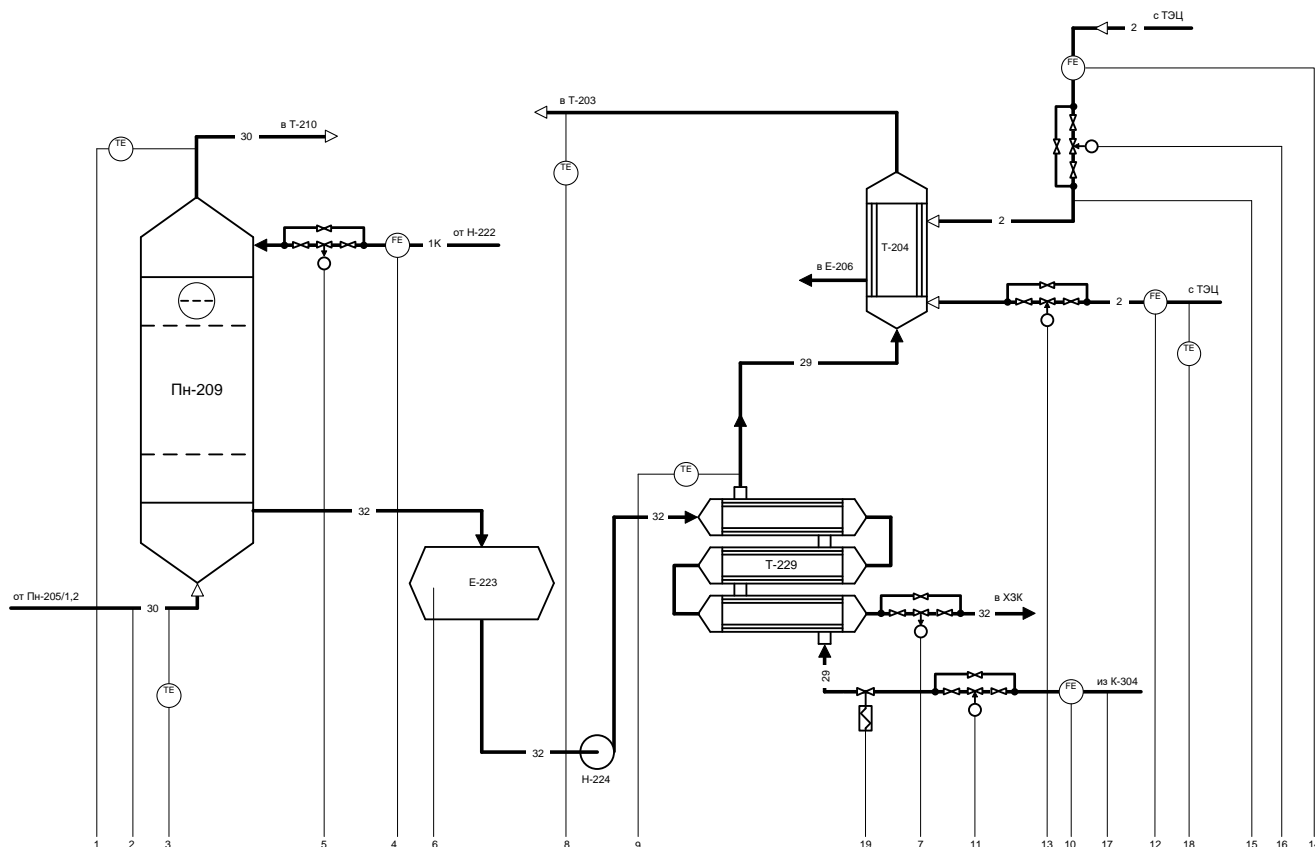 с ТЭЦ
2
FE
в Т-203
в Т-210
30
TE
TE
2
Т-204
от Н-222
1К
FE
в Е-206
с ТЭЦ
2
FE
TE
29
Пн-209
TE
32
32
Т-229
Е-223
в ХЗК
32
от Пн-205/1,2
30
29
из К-304
FE
TE
32
Н-224
1 2 3 5 4 6 8 9 19 7 11 13 10 17 12 18 15 16